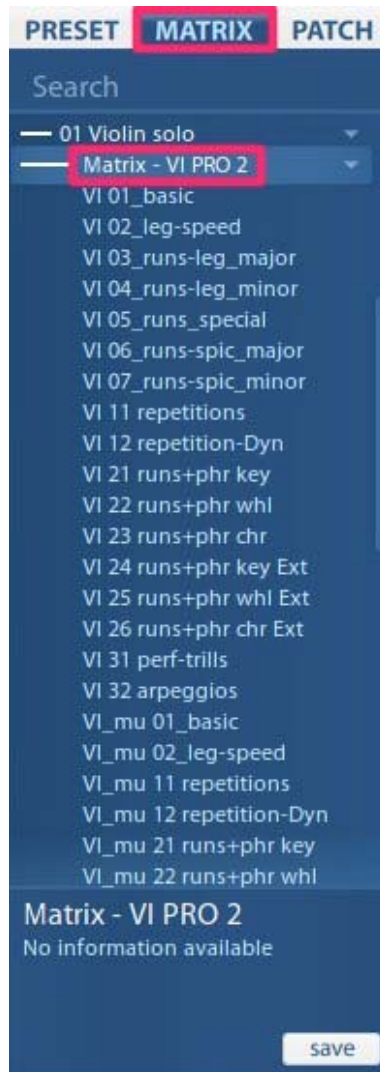 PRESET MATRIX PATCH
Search
01 Violin solo
Matrix - VI PRO 2
VI 01_basic
VI 02_leg-speed
VI 03_runs-leg_major
VI 04_runs-leg_minor
VI 05_runs_special
VI 06_runs-spic_major
VI 07_runs-spic_minor
VI 11 repetitions
VI 12 repetition-Dyn
VI 21 runs+phr key
VI 22 runs+phr whl
VI 23 runs+phr chr
VI 24 runs+phr key Ext
VI 25 runs+phr whl Ext
VI 26 runs+phr chr Ext
VI 31 perf-trills
VI 32 arpeggios
VI_mu 01_basic
VI_mu 02_leg-speed
VI_mu 11 repetitions
VI_mu 12 repetition-Dyn
VI_mu 21 runs+phr key
VI_mu 22 runs+phr whl
Matrix - VI PRO 2
No information available
save